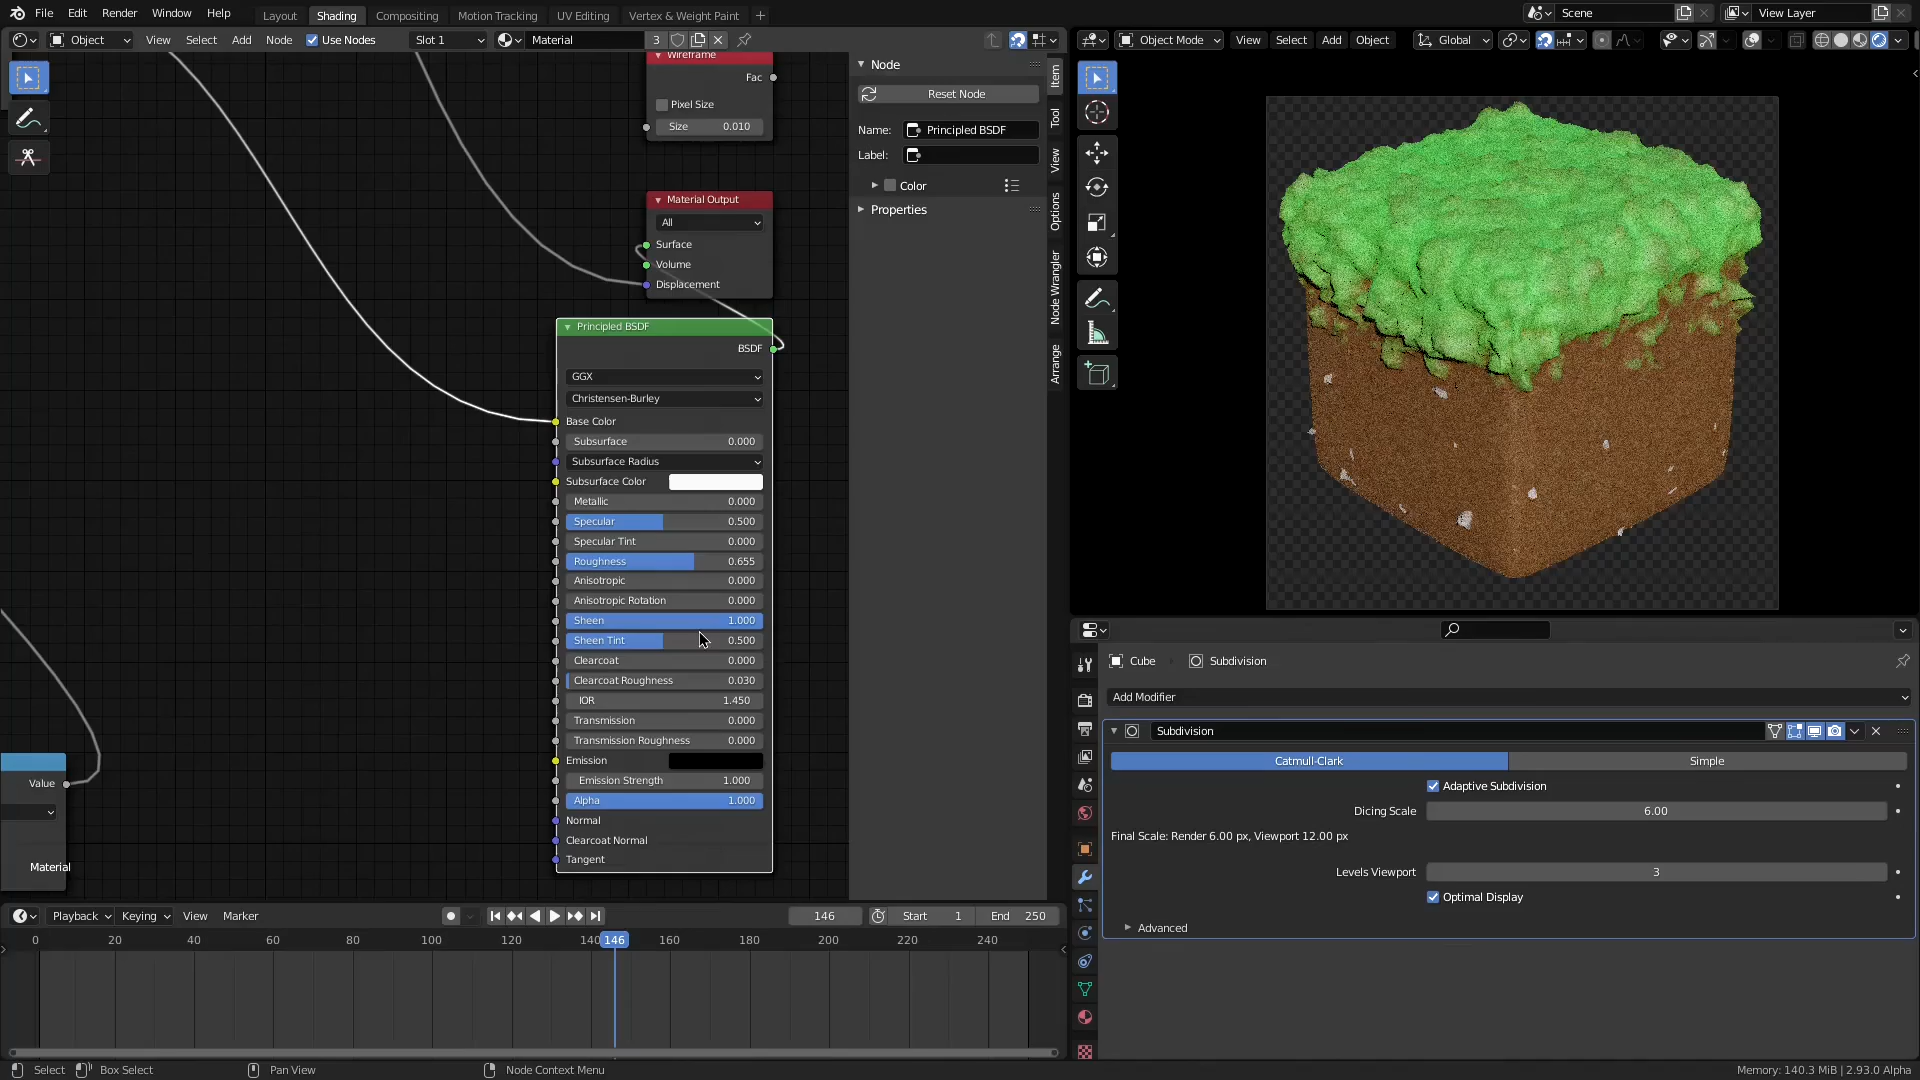 File Edit Render Window Help Layout Shading Compositing Motion Tracking UV Editing Vertex & Weight Paint + Scene View Layer
Object View Select Add Node Use Nodes Slot 1 Material 3
Object Mode View Select Add Object Global
Wireframe
Fac
Pixel Size
Size 0.010
Material Output
All
Surface
Volume
Displacement
Principled BSDF
BSDF
GGX
Christensen-Burley
Base Color
Subsurface 0.000
Subsurface Radius
Subsurface Color
Metallic 0.000
Specular 0.500
Specular Tint 0.000
Roughness 0.655
Anisotropic 0.000
Anisotropic Rotation 0.000
Sheen 1.000
Sheen Tint 0.500
Clearcoat 0.000
Clearcoat Roughness 0.030
IOR 1.450
Transmission 0.000
Transmission Roughness 0.000
Emission
Emission Strength 1.000
Alpha 1.000
Normal
Clearcoat Normal
Tangent
Value
Material
Node
Reset Node
Name: Principled BSDF
Label:
Color
Properties
Item
Tool
View
Options
Node Wrangler
Arrange
Cube Subdivision
Add Modifier
Subdivision
Catmull-Clark Simple
Adaptive Subdivision
Dicing Scale 6.00
Final Scale: Render 6.00 px, Viewport 12.00 px
Levels Viewport 3
Optimal Display
Advanced
Playback Keying View Marker 146 Start 1 End 250
0 20 40 60 80 100 120 140 146 160 180 200 220 240
Select Box Select Pan View Node Context Menu Memory: 140.3 MiB | 2.93.0 Alpha